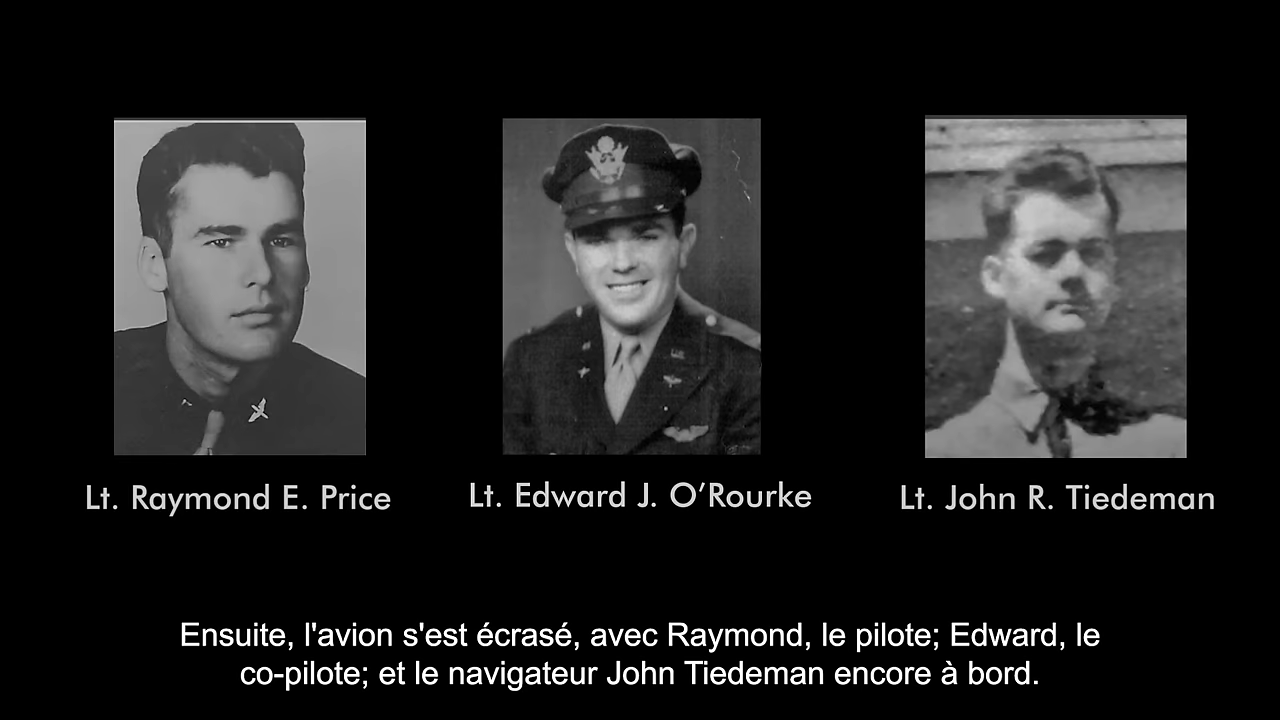 Lt. Raymond E. Price
Lt. Edward J. O’Rourke
Lt. John R. Tiedeman
Ensuite, l'avion s'est écrasé, avec Raymond, le pilote; Edward, le
co-pilote; et le navigateur John Tiedeman encore à bord.